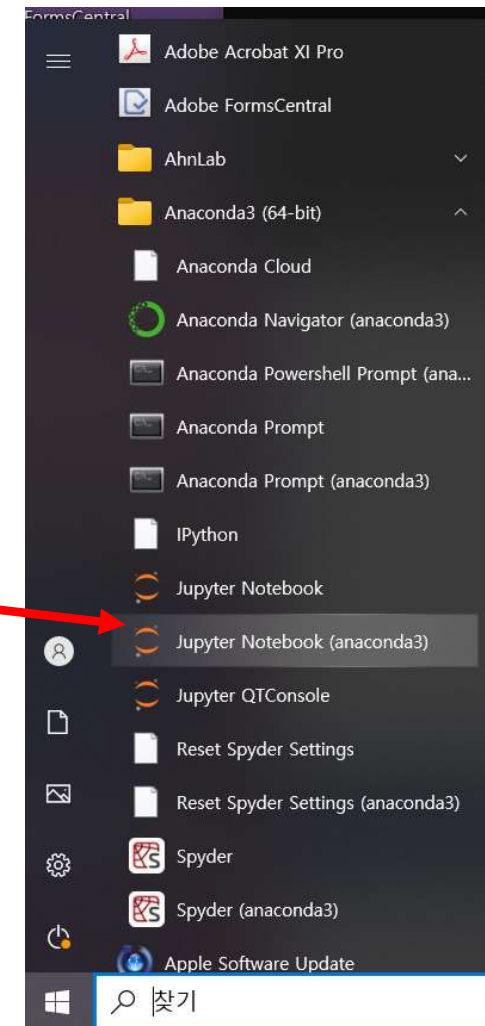 FormsCentral
Adobe Acrobat XI Pro
Adobe FormsCentral
AhnLab
Anaconda3 (64-bit)
Anaconda Cloud
Anaconda Navigator (anaconda3)
Anaconda Powershell Prompt (ana...
Anaconda Prompt
Anaconda Prompt (anaconda3)
IPython
Jupyter Notebook
Jupyter Notebook (anaconda3)
Jupyter QTConsole
Reset Spyder Settings
Reset Spyder Settings (anaconda3)
Spyder
Spyder (anaconda3)
Apple Software Update
찾기